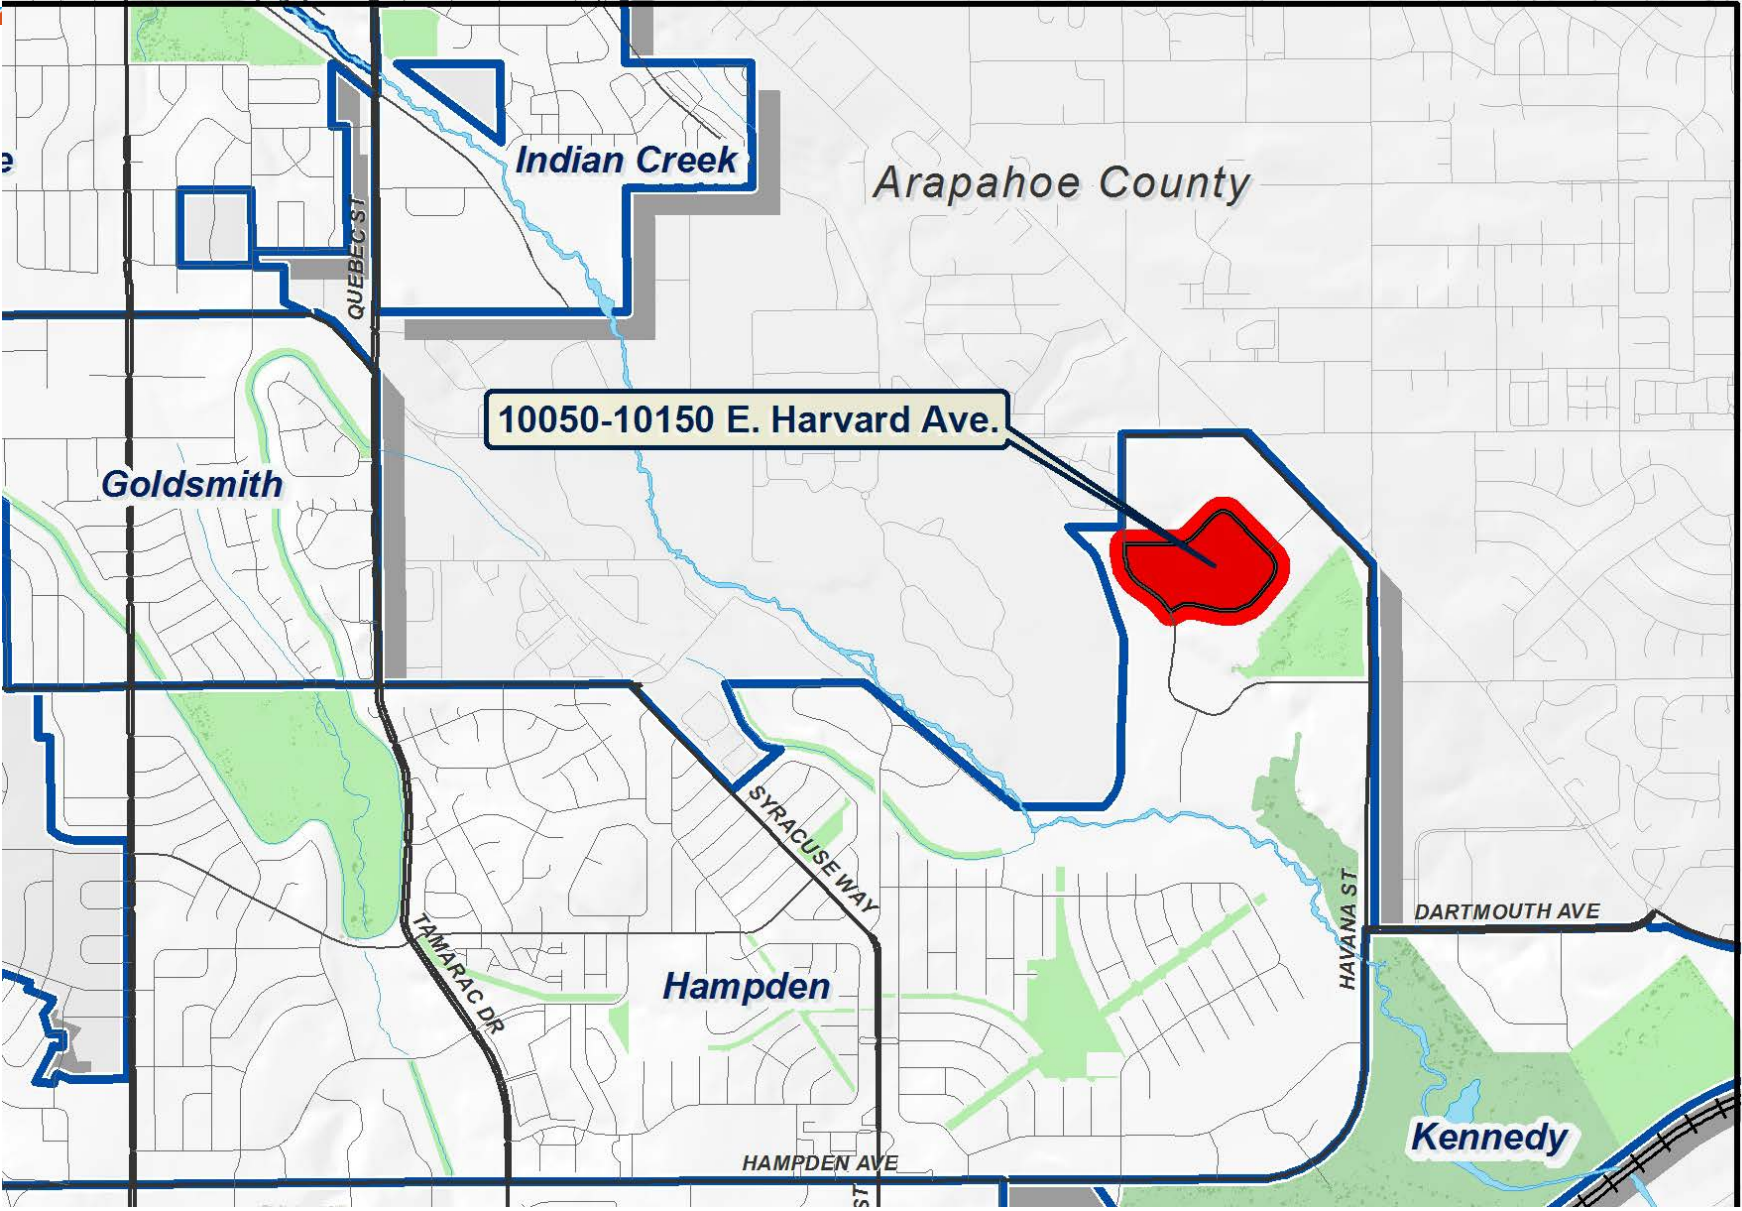 Indian Creek
e
Arapahoe County
QUEBEC ST
10050-10150 E. Harvard Ave.
Goldsmith
SYRACUSE WAY
HAVANA ST
DARTMOUTH AVE
TAMARAC DR
Hampden
Kennedy
HAMPDEN AVE
ST